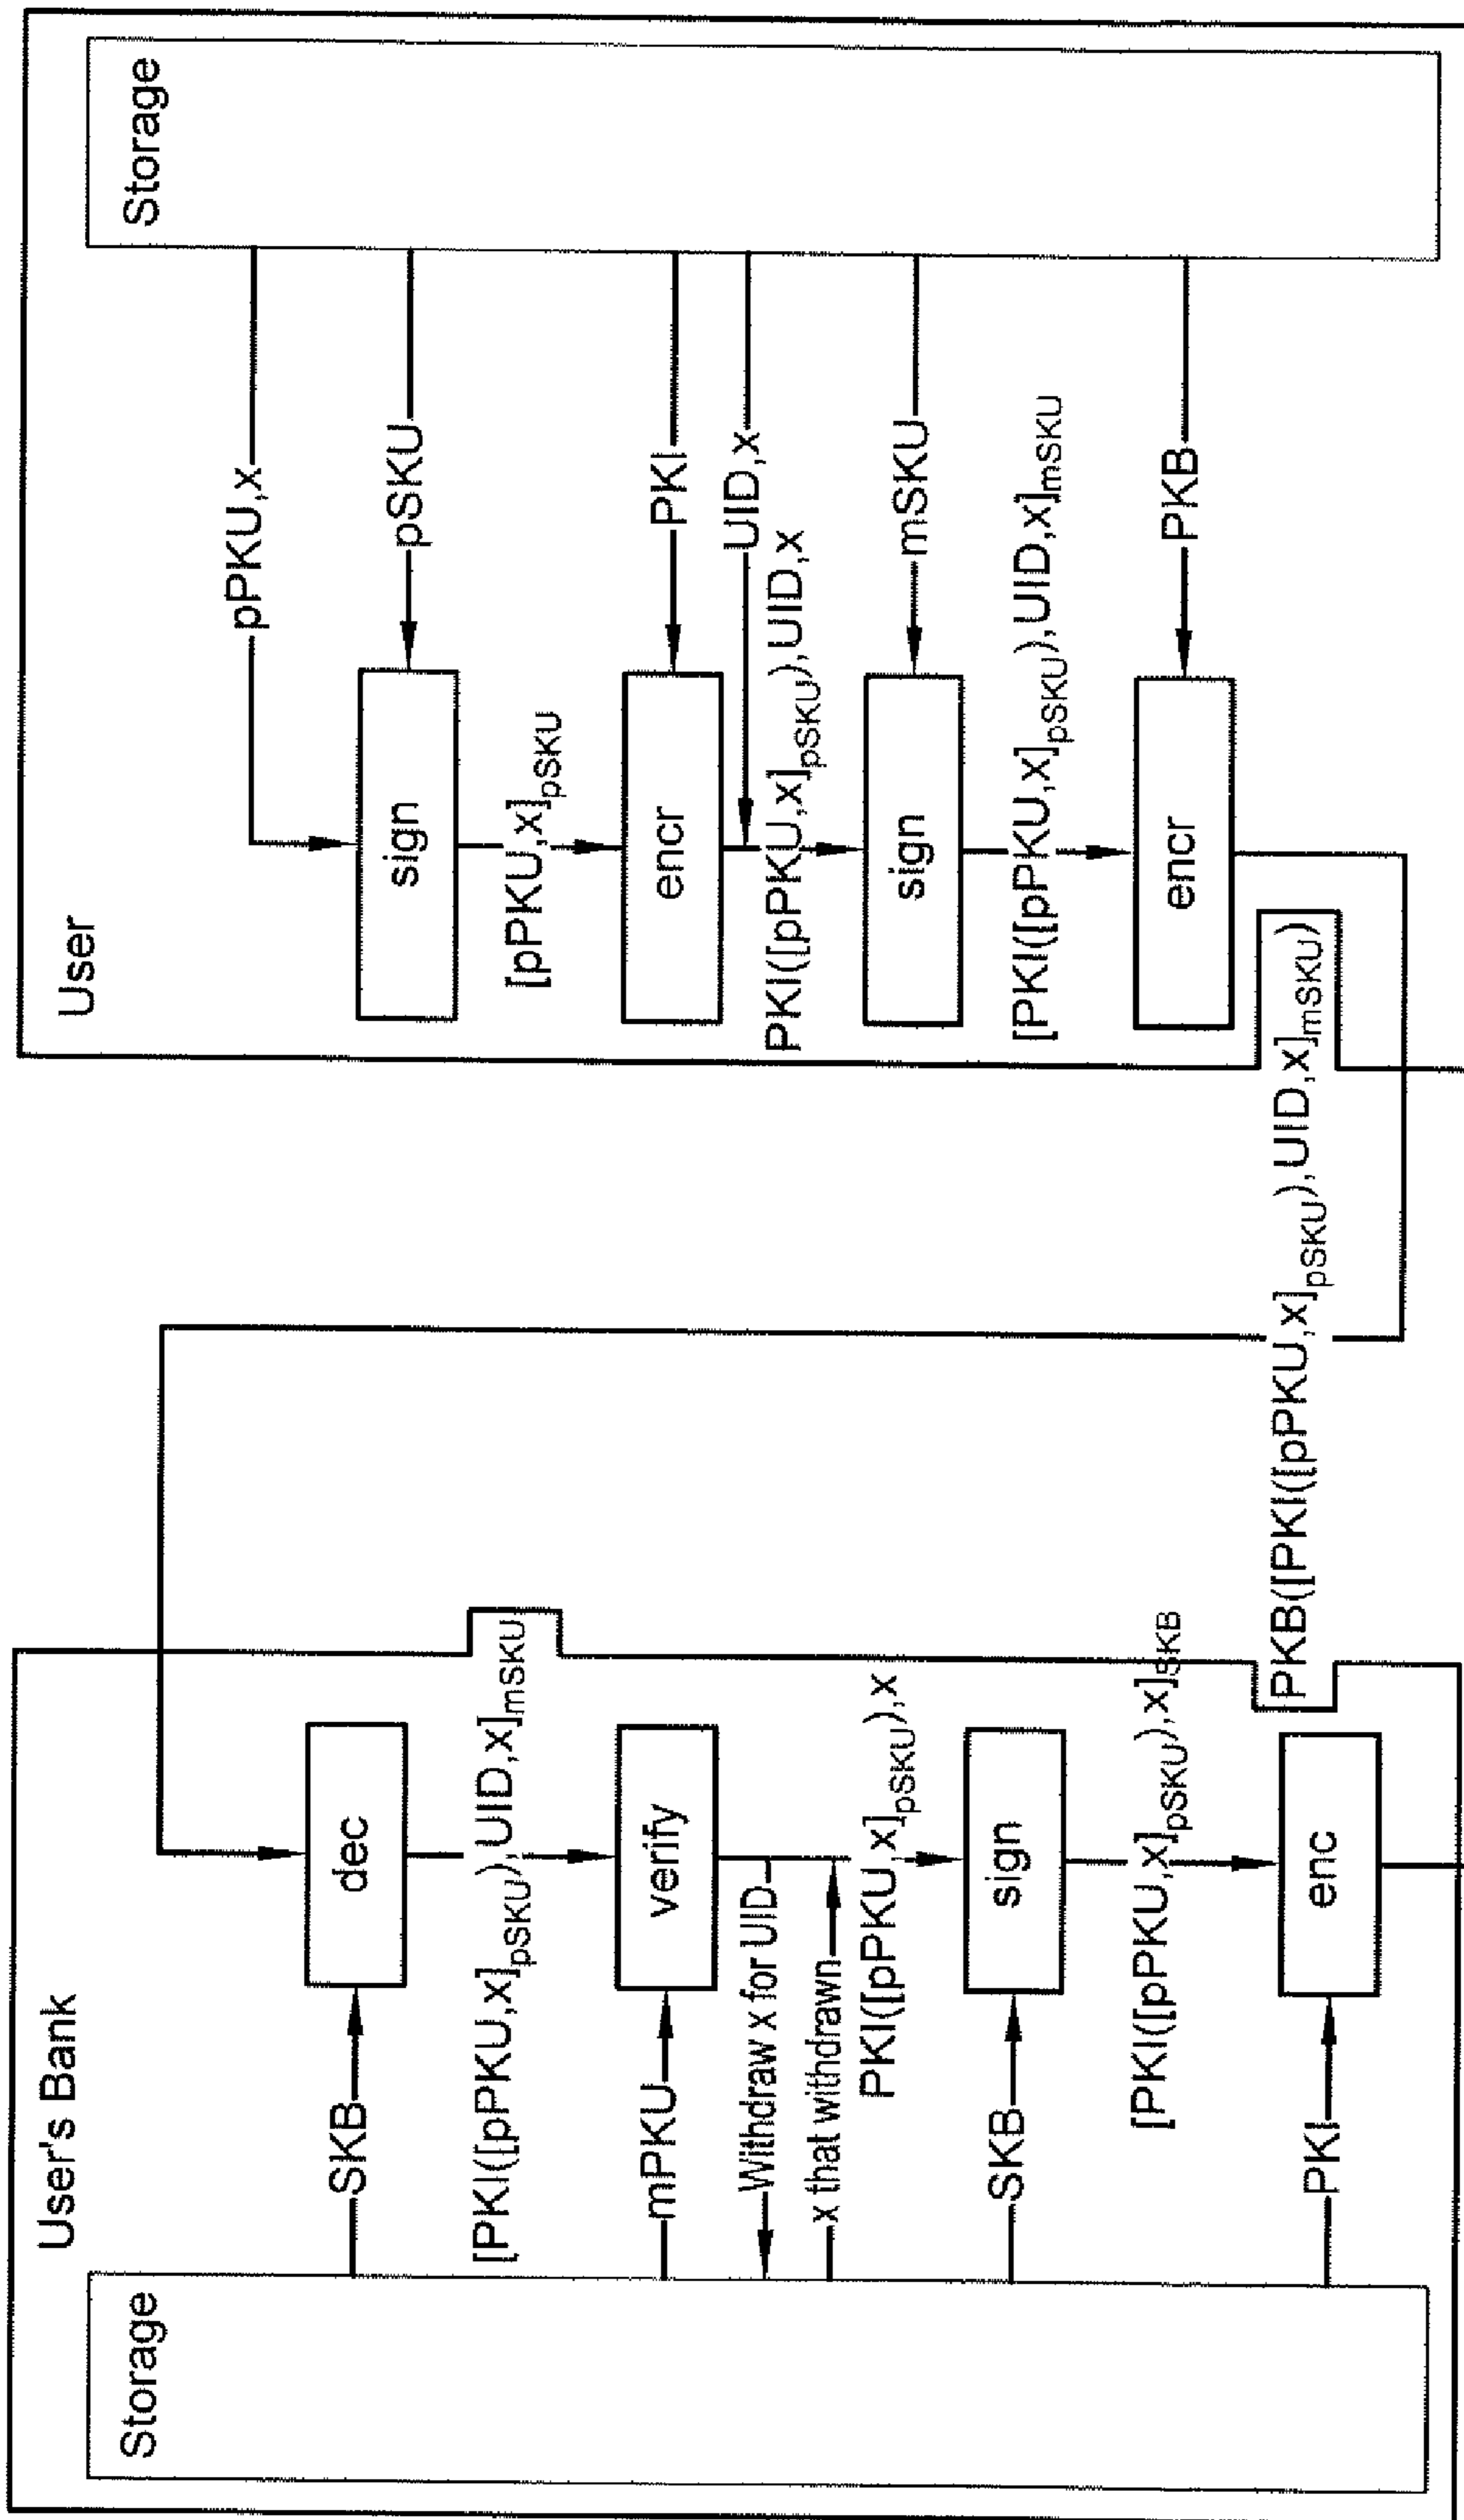 User's Bank
Storage
SKB
dec
[PKI([pPKU,x]pSKU),UID,x]mSKU
mPKU
verify
Withdraw x for UID
x that withdrawn
PKI([pPKU,x]pSKU),x
SKB
sign
[PKI([pPKU,x]pSKU),x]SKB
PKI
enc
PKB([PKI([pPKU,x]pSKU),UID,x]mSKU)
User
Storage
pPKU,x
sign
pSKU
[pPKU,x]pSKU
encr
PKI
UID,x
PKI([pPKU,x]pSKU),UID,x
sign
mSKU
[PKI([pPKU,x]pSKU),UID,x]mSKU
encr
PKB